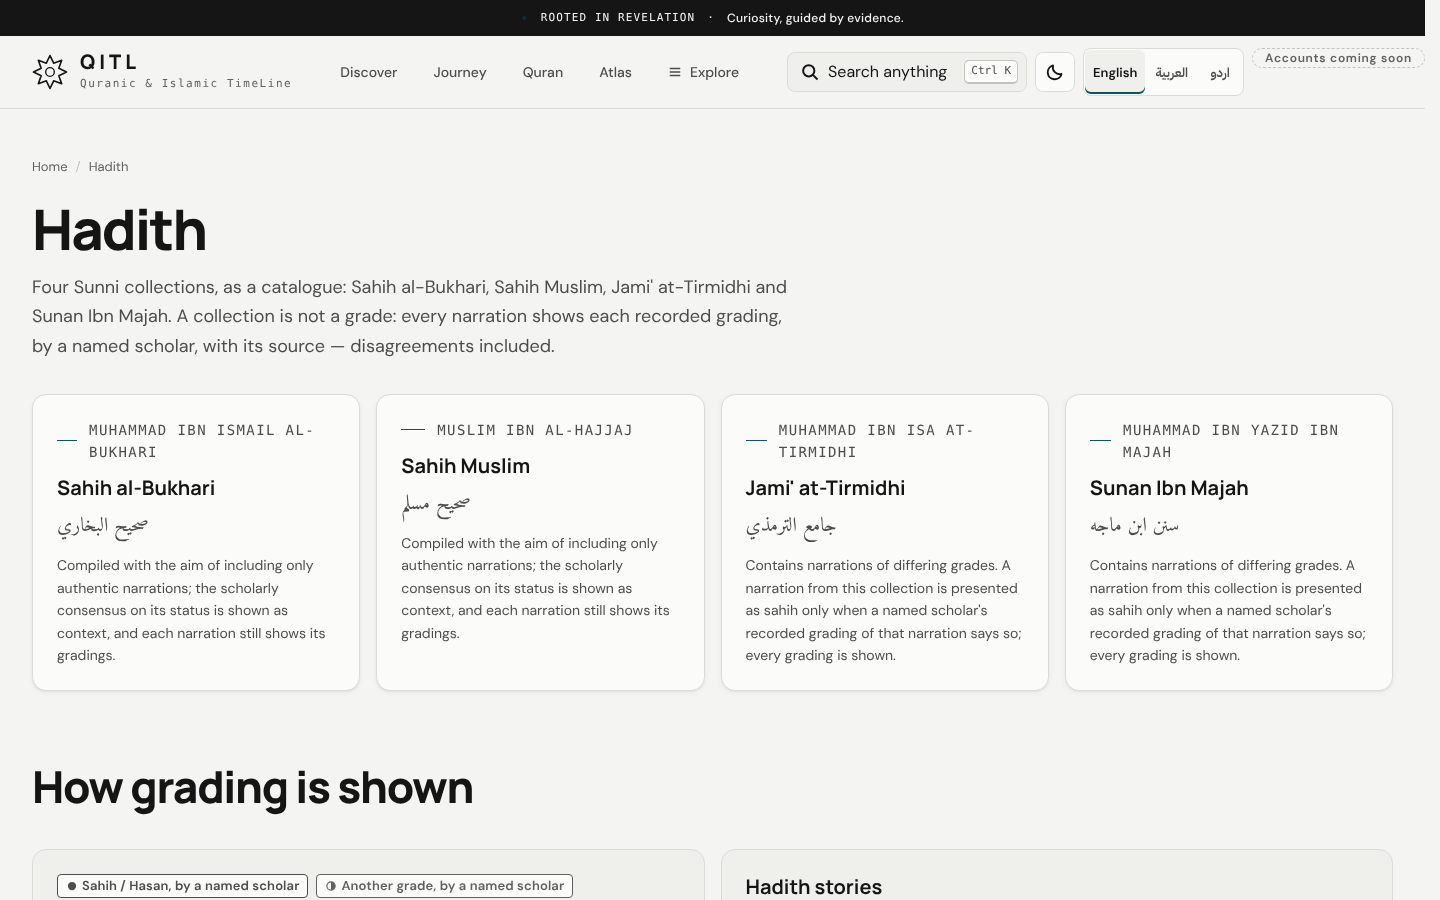 ROOTED IN REVELATION · Curiosity, guided by evidence.
QITL
Quranic & Islamic TimeLine
Discover
Journey
Quran
Atlas
Explore
Search anything
Ctrl K
English
العربية
اردو
Accounts coming soon
Home / Hadith
Hadith
Four Sunni collections, as a catalogue: Sahih al-Bukhari, Sahih Muslim, Jami' at-Tirmidhi and
Sunan Ibn Majah. A collection is not a grade: every narration shows each recorded grading,
by a named scholar, with its source — disagreements included.
MUHAMMAD IBN ISMAIL AL-
BUKHARI
Sahih al-Bukhari
صحيح البخاري
Compiled with the aim of including only
authentic narrations; the scholarly
consensus on its status is shown as
context, and each narration still shows its
gradings.
MUSLIM IBN AL-HAJJAJ
Sahih Muslim
صحيح مسلم
Compiled with the aim of including only
authentic narrations; the scholarly
consensus on its status is shown as
context, and each narration still shows its
gradings.
MUHAMMAD IBN ISA AT-
TIRMIDHI
Jami' at-Tirmidhi
جامع الترمذي
Contains narrations of differing grades. A
narration from this collection is presented
as sahih only when a named scholar's
recorded grading of that narration says so;
every grading is shown.
MUHAMMAD IBN YAZID IBN
MAJAH
Sunan Ibn Majah
سنن ابن ماجه
Contains narrations of differing grades. A
narration from this collection is presented
as sahih only when a named scholar's
recorded grading of that narration says so;
every grading is shown.
How grading is shown
Sahih / Hasan, by a named scholar
Another grade, by a named scholar
Hadith stories